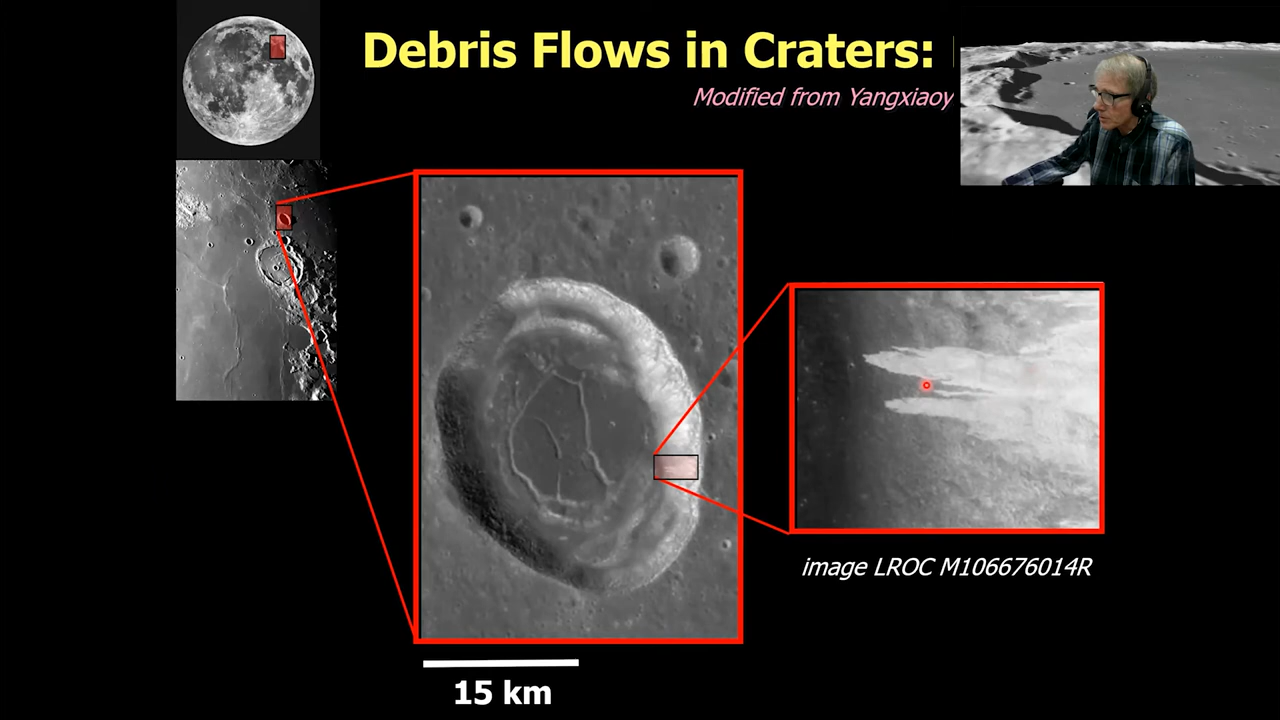 Debris Flows in Craters:
Modified from Yangxiaoy
image LROC M106676014R
15 km